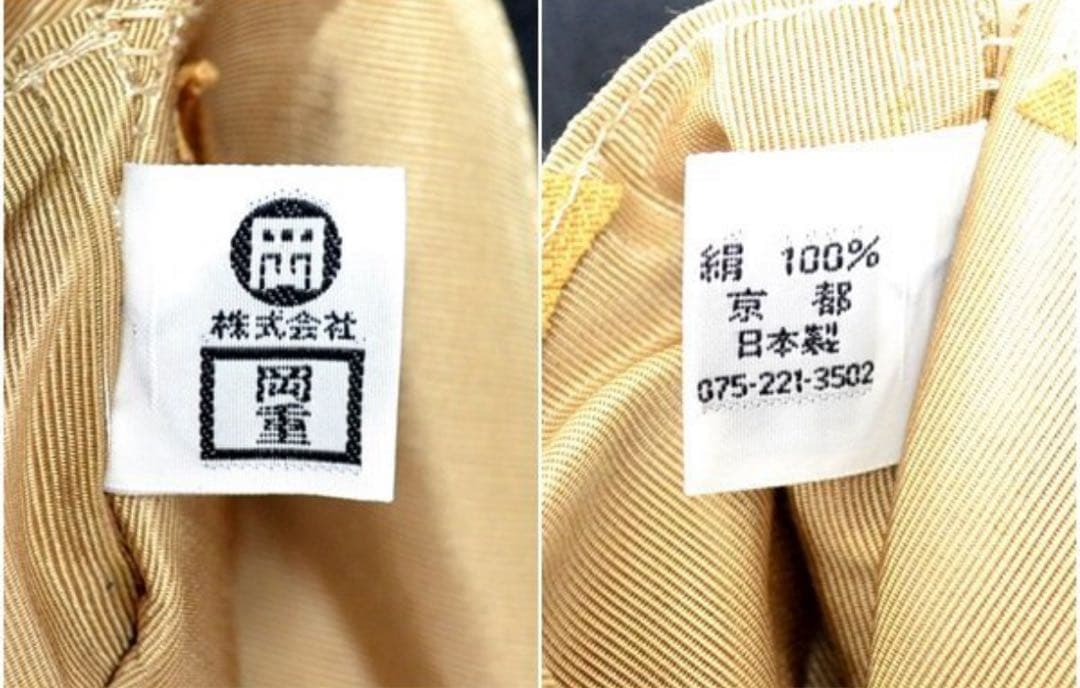 株式会社
岡
重
絹 100%
京 都
日本製
075-221-3502